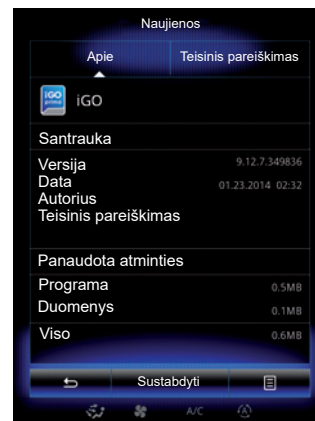 Naujienos
Apie
Teisinis pareiškimas
iGO
primo
iGO
Santrauka
Versija 9.12.7.349836
Data 01.23.2014 02:32
Autorius
Teisinis pareiškimas
Panaudota atminties
Programa 0.5MB
Duomenys 0.1MB
Viso 0.6MB
Sustabdyti
A/C
A